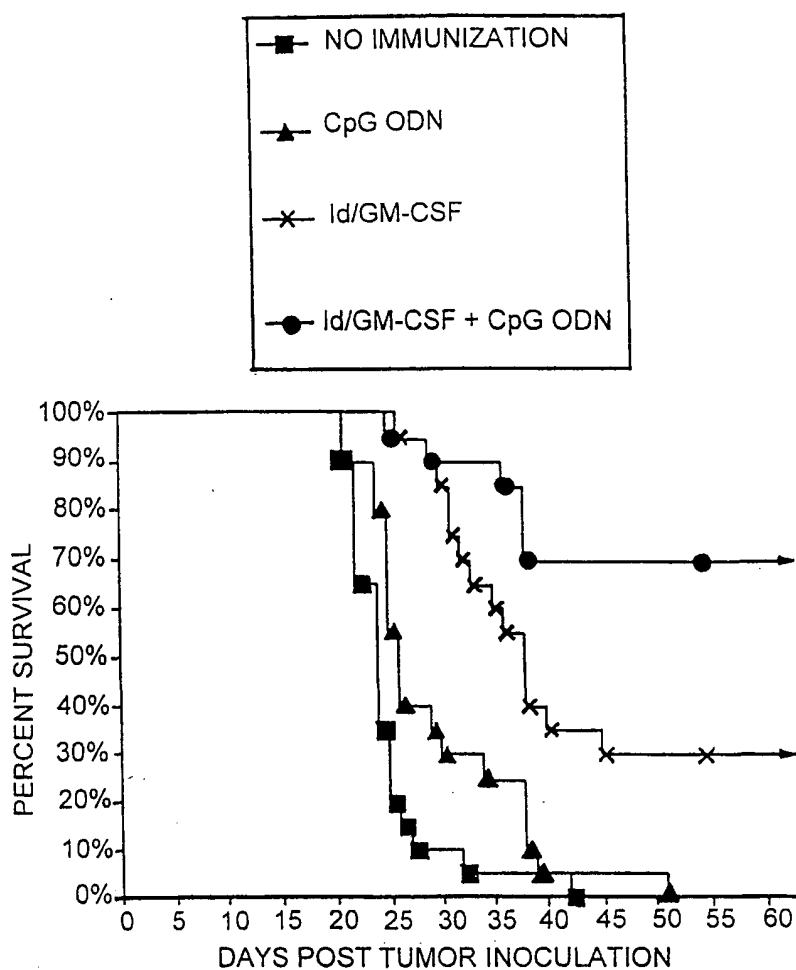 NO IMMUNIZATION
CpG ODN
Id/GM-CSF
Id/GM-CSF + CpG ODN
100%
90%
80%
70%
60%
50%
40%
30%
20%
10%
0%
PERCENT SURVIVAL
0 5 10 15 20 25 30 35 40 45 50 55 60
DAYS POST TUMOR INOCULATION